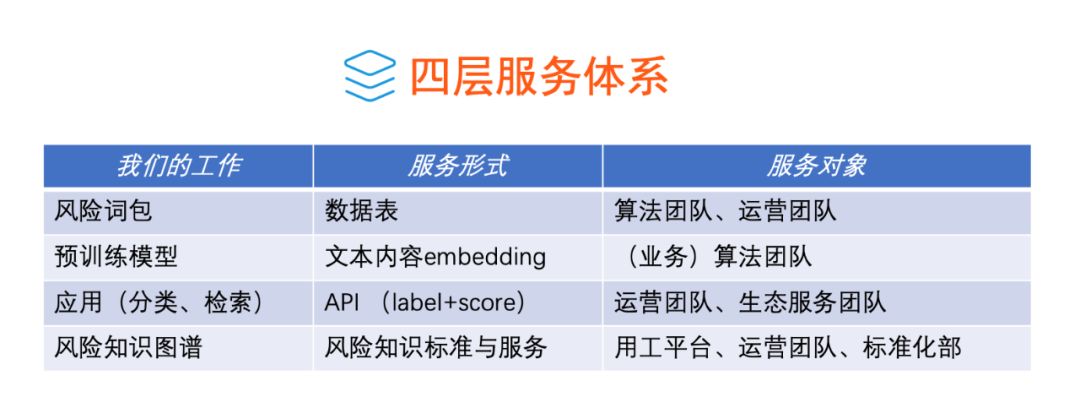 四层服务体系
我们的工作 服务形式 服务对象
风险词包 数据表 算法团队、运营团队
预训练模型 文本内容embedding （业务）算法团队
应用（分类、检索） API （label+score） 运营团队、生态服务团队
风险知识图谱 风险知识标准与服务 用工平台、运营团队、标准化部